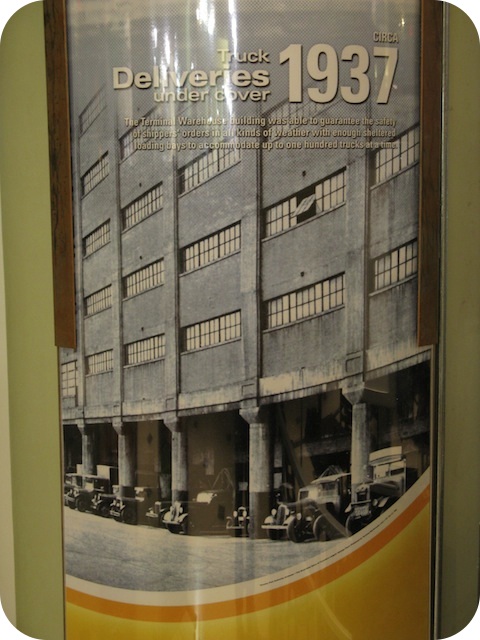 CIRCA
Truck
Deliveries
under cover
1937
The Terminal Warehouse building was able to guarantee the safety
of shippers' orders in all kinds of weather with enough sheltered
loading bays to accommodate up to one hundred trucks at a time.